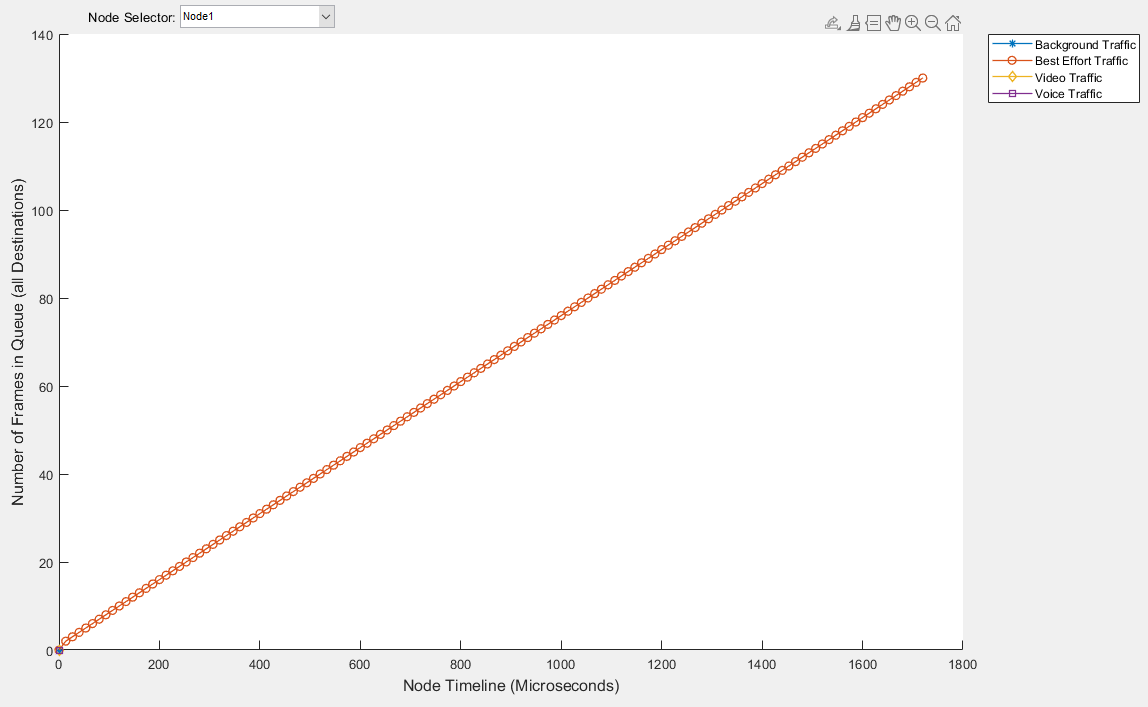 Node Selector: Node1
Background Traffic
Best Effort Traffic
Video Traffic
Voice Traffic
140
120
100
80
60
40
20
0
Number of Frames in Queue (all Destinations)
0 200 400 600 800 1000 1200 1400 1600 1800
Node Timeline (Microseconds)